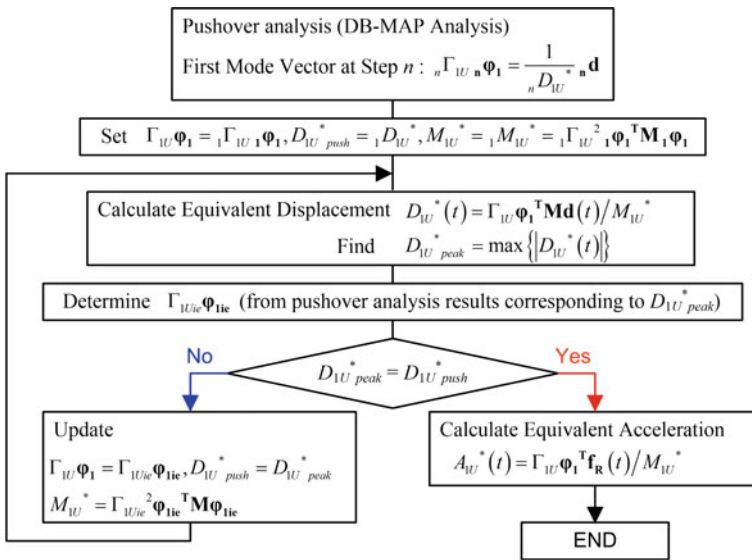 Pushover analysis (DB-MAP Analysis)
First Mode Vector at Step n : ₙΓ₁U ₙφ₁ = 1 / ₙD₁U* ₙd
Set Γ₁Uφ₁ = ₁Γ₁U ₁φ₁, D₁U*push = ₁D₁U*, M₁U* = ₁M₁U* = ₁Γ₁U² ₁φ₁ᵀM ₁φ₁
Calculate Equivalent Displacement D₁U*(t) = Γ₁Uφ₁ᵀMd(t)/M₁U*
Find D₁U*peak = max{|D₁U*(t)|}
Determine Γ₁Uieφ₁ie (from pushover analysis results corresponding to D₁U*peak)
No
Yes
D₁U*peak = D₁U*push
Update
Γ₁Uφ₁ = Γ₁Uieφ₁ie, D₁U*push = D₁U*peak
M₁U* = Γ₁Uie²φ₁ieᵀMφ₁ie
Calculate Equivalent Acceleration
A₁U*(t) = Γ₁Uφ₁ᵀf_R(t)/M₁U*
END